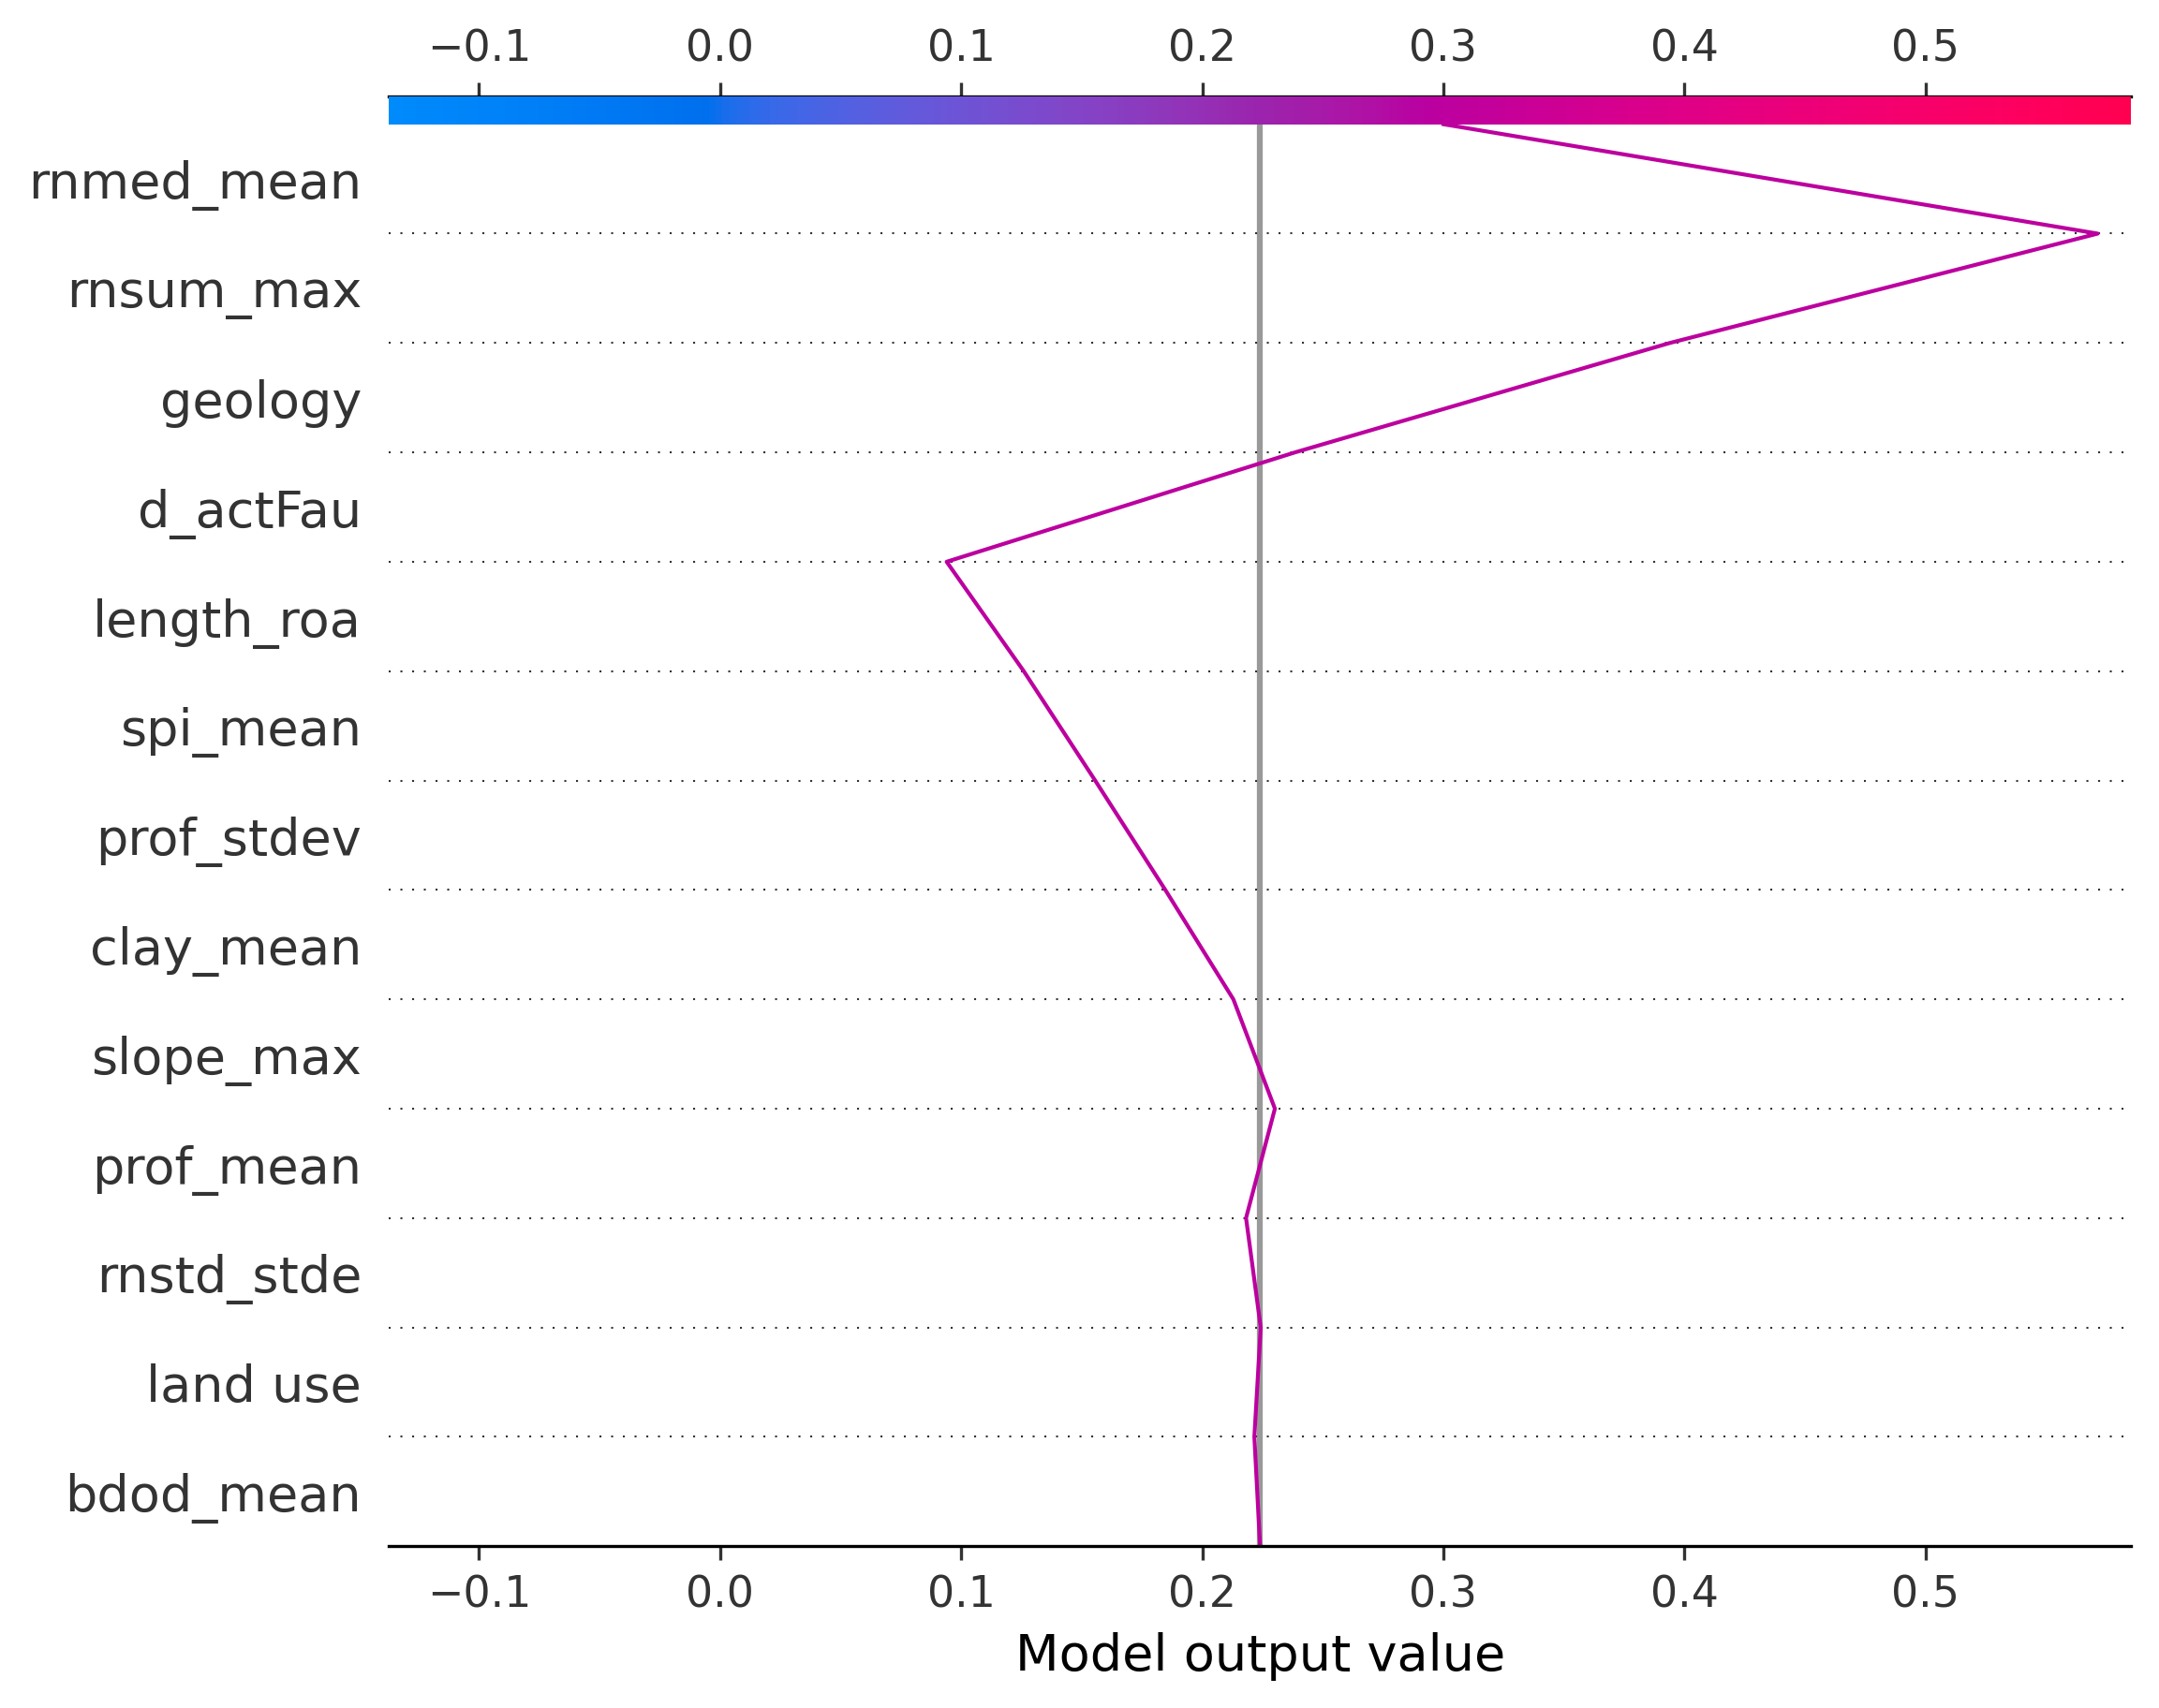 −0.1 0.0 0.1 0.2 0.3 0.4 0.5
rnmed_mean
rnsum_max
geology
d_actFau
length_roa
spi_mean
prof_stdev
clay_mean
slope_max
prof_mean
rnstd_stde
land use
bdod_mean
−0.1 0.0 0.1 0.2 0.3 0.4 0.5
Model output value